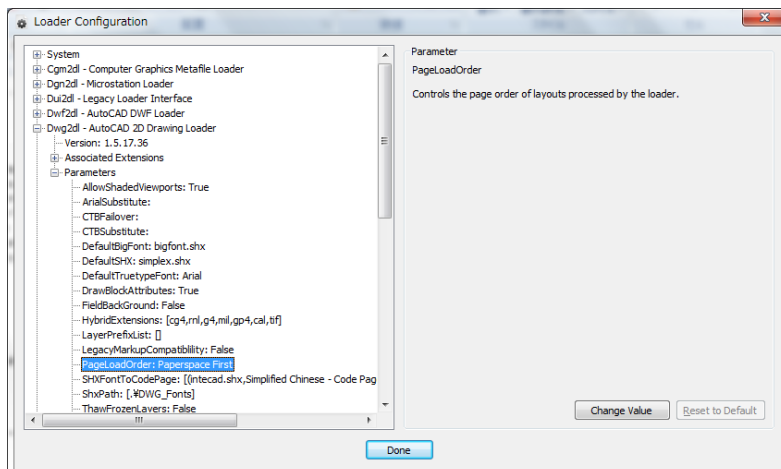 Loader Configuration
System
Cgm2dl - Computer Graphics Metafile Loader
Dgn2dl - Microstation Loader
Dui2dl - Legacy Loader Interface
Dwf2dl - AutoCAD DWF Loader
Dwg2dl - AutoCAD 2D Drawing Loader
Version: 1.5.17.36
Associated Extensions
Parameters
AllowShadedViewports: True
ArialSubstitute:
CTBFailover:
CTBSubstitute:
DefaultBigFont: bigfont.shx
DefaultSHX: simplex.shx
DefaultTruetypeFont: Arial
DrawBlockAttributes: True
FieldBackGround: False
HybridExtensions: [cg4,rnl,g4,mil,gp4,cal,tif]
LayerPrefixList: []
LegacyMarkupCompatiblility: False
PageLoadOrder: Paperspace First
SHXFontToCodePage: [(intecad.shx,Simplified Chinese - Code Pag
ShxPath: [.¥DWG_Fonts]
ThawFrozenLayers: False
Parameter
PageLoadOrder
Controls the page order of layouts processed by the loader.
Change Value
Reset to Default
Done